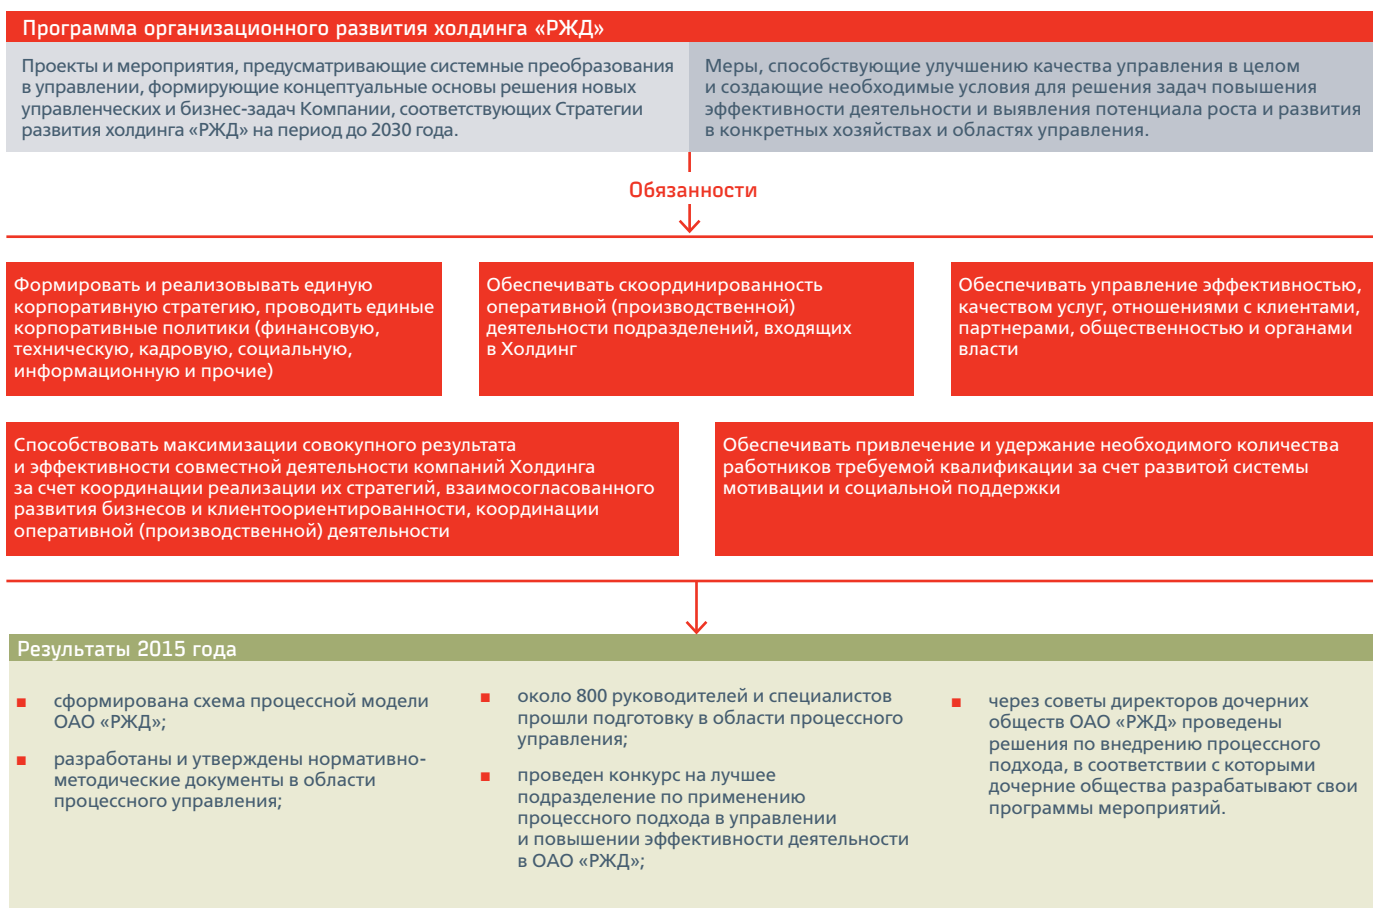 Программа организационного развития холдинга «РЖД»
Проекты и мероприятия, предусматривающие системные преобразования
в управлении, формирующие концептуальные основы решения новых
управленческих и бизнес-задач Компании, соответствующих Стратегии
развития холдинга «РЖД» на период до 2030 года.
Меры, способствующие улучшению качества управления в целом
и создающие необходимые условия для решения задач повышения
эффективности деятельности и выявления потенциала роста и развития
в конкретных хозяйствах и областях управления.
Обязанности
Формировать и реализовывать единую
корпоративную стратегию, проводить единые
корпоративные политики (финансовую,
техническую, кадровую, социальную,
информационную и прочие)
Обеспечивать скоординированность
оперативной (производственной)
деятельности подразделений, входящих
в Холдинг
Обеспечивать управление эффективностью,
качеством услуг, отношениями с клиентами,
партнерами, общественностью и органами
власти
Способствовать максимизации совокупного результата
и эффективности совместной деятельности компаний Холдинга
за счет координации реализации их стратегий, взаимосогласованного
развития бизнесов и клиентоориентированности, координации
оперативной (производственной) деятельности
Обеспечивать привлечение и удержание необходимого количества
работников требуемой квалификации за счет развитой системы
мотивации и социальной поддержки
Результаты 2015 года
сформирована схема процессной модели
ОАО «РЖД»;
разработаны и утверждены нормативно-
методические документы в области
процессного управления;
около 800 руководителей и специалистов
прошли подготовку в области процессного
управления;
проведен конкурс на лучшее
подразделение по применению
процессного подхода в управлении
и повышении эффективности деятельности
в ОАО «РЖД»;
через советы директоров дочерних
обществ ОАО «РЖД» проведены
решения по внедрению процессного
подхода, в соответствии с которыми
дочерние общества разрабатывают свои
программы мероприятий.